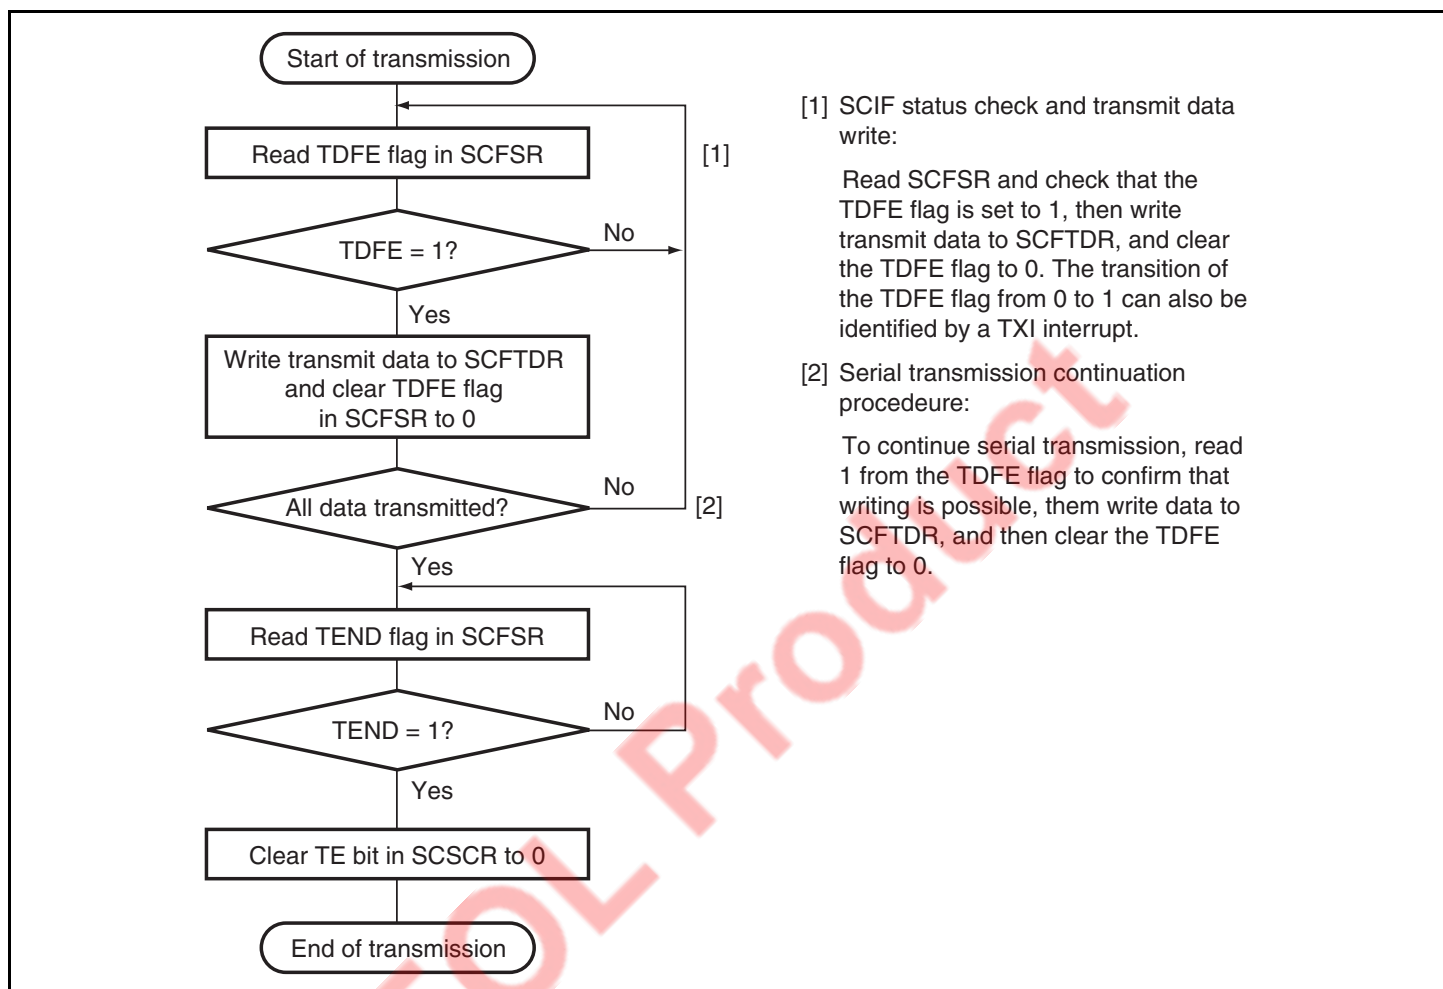 Start of transmission
Read TDFE flag in SCFSR
[1]
TDFE = 1?
No
Yes
Write transmit data to SCFTDR
and clear TDFE flag
in SCFSR to 0
All data transmitted?
No
[2]
Yes
Read TEND flag in SCFSR
TEND = 1?
No
Yes
Clear TE bit in SCSCR to 0
End of transmission
[1] SCIF status check and transmit data
write:
Read SCFSR and check that the
TDFE flag is set to 1, then write
transmit data to SCFTDR, and clear
the TDFE flag to 0. The transition of
the TDFE flag from 0 to 1 can also be
identified by a TXI interrupt.
[2] Serial transmission continuation
procedeure:
To continue serial transmission, read
1 from the TDFE flag to confirm that
writing is possible, them write data to
SCFTDR, and then clear the TDFE
flag to 0.
OL Product